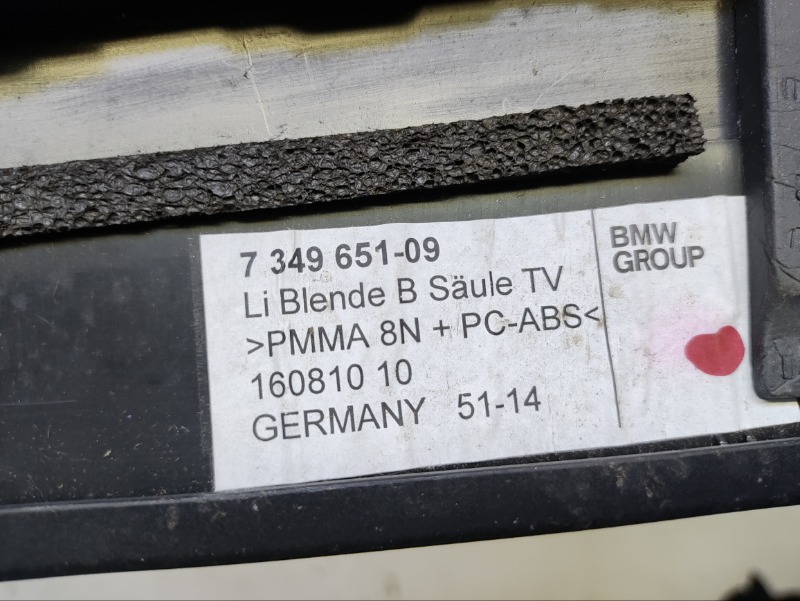 7 349 651-09
Li Blende B Säule TV
>PMMA 8N + PC-ABS<
160810 10
GERMANY 51-14
BMW
GROUP